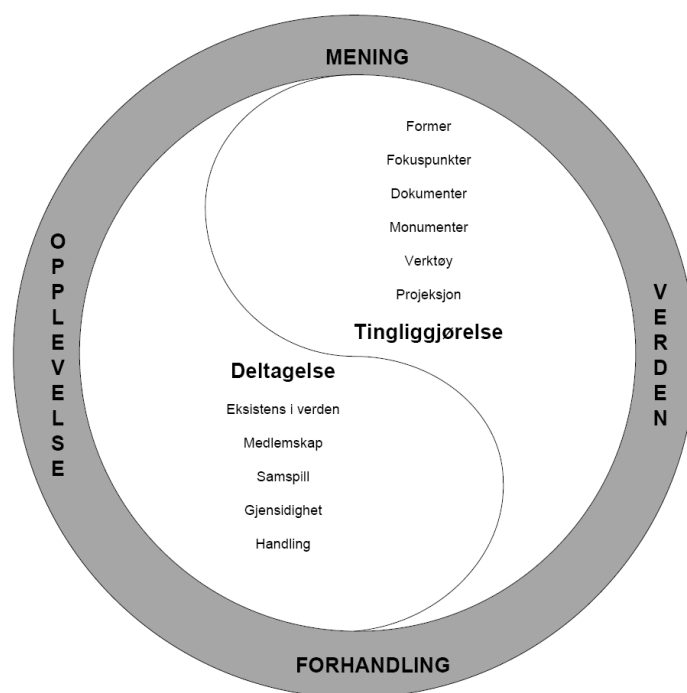 MENING
Former
Fokuspunkter
Dokumenter
Monumenter
Verktøy
Projeksjon
Tingliggjørelse
OPPLEVELSE
VERDEN
Deltagelse
Eksistens i verden
Medlemskap
Samspill
Gjensidighet
Handling
FORHANDLING